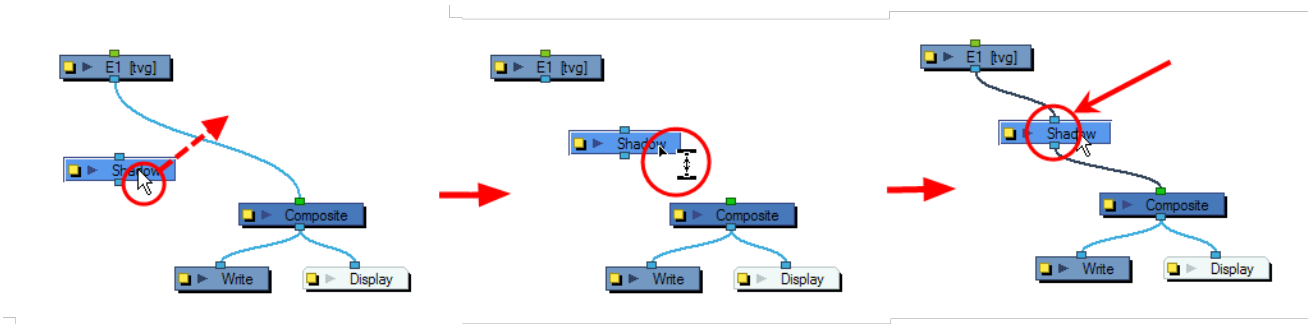 E1 [tvg]
Shadow
Composite
Write
Display
E1 [tvg]
Shadow
Composite
Write
Display
E1 [tvg]
Shadow
Composite
Write
Display